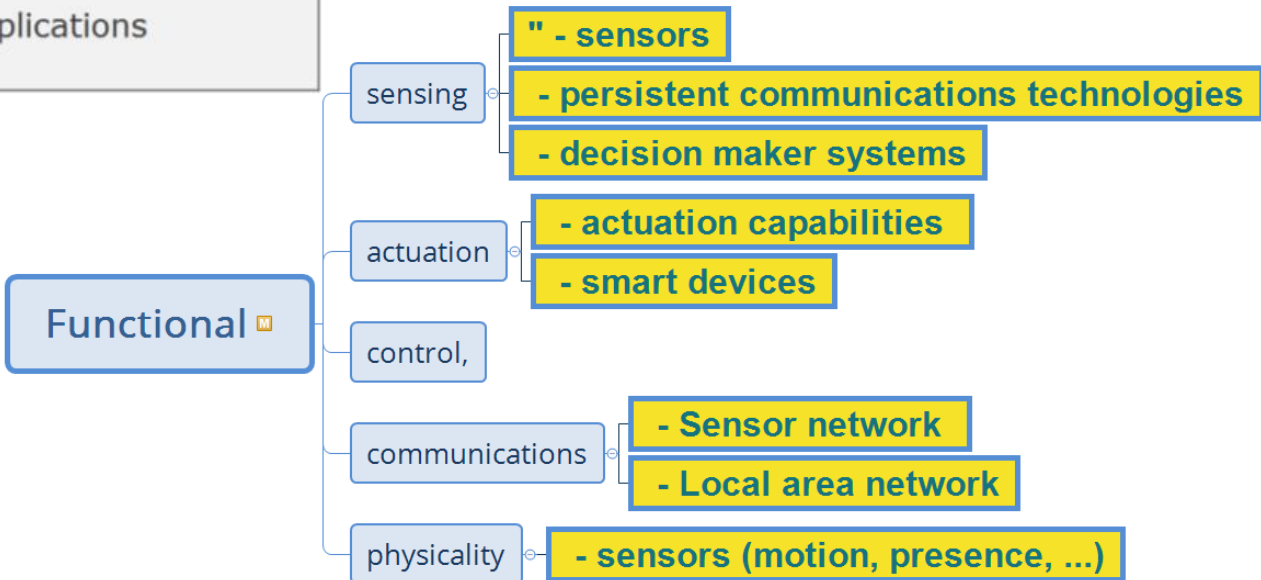 " - sensors
sensing
- persistent communications technologies
- decision maker systems
- actuation capabilities
actuation
- smart devices
Functional
M
control,
- Sensor network
communications
- Local area network
physicality
- sensors (motion, presence, ...)